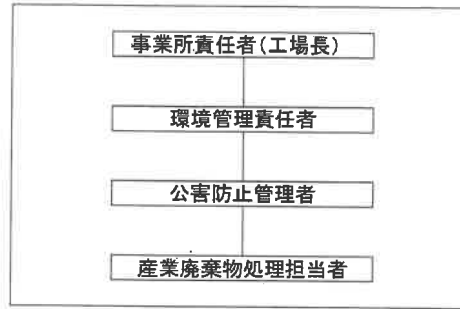 事業所責任者(工場長)
環境管理責任者
公害防止管理者
産業廃棄物処理担当者